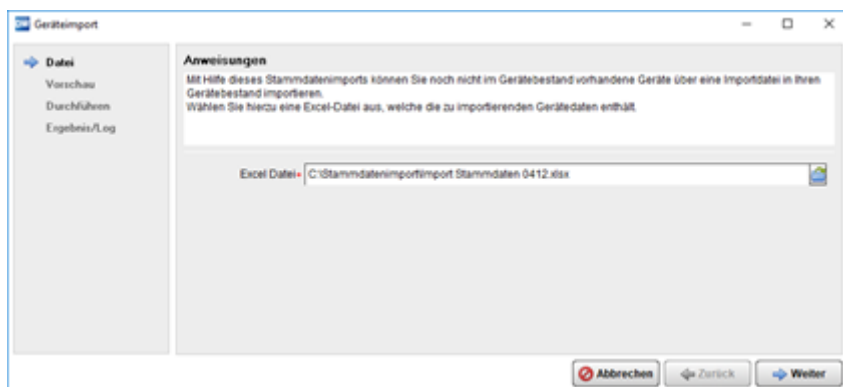 Geräteimport
Datei
Vorschau
Durchführen
Ergebnis/Log
Anweisungen
Mit Hilfe dieses Stammdatenimports können Sie noch nicht im Gerätebestand vorhandene Geräte über eine Importdatei in Ihren
Gerätebestand importieren.
Wählen Sie hierzu eine Excel-Datei aus, welche die zu importierenden Gerätedaten enthält.
Excel Datei* C:\Stammdatenimport\Import Stammdaten 0412.xlsx
Abbrechen Zurück Weiter